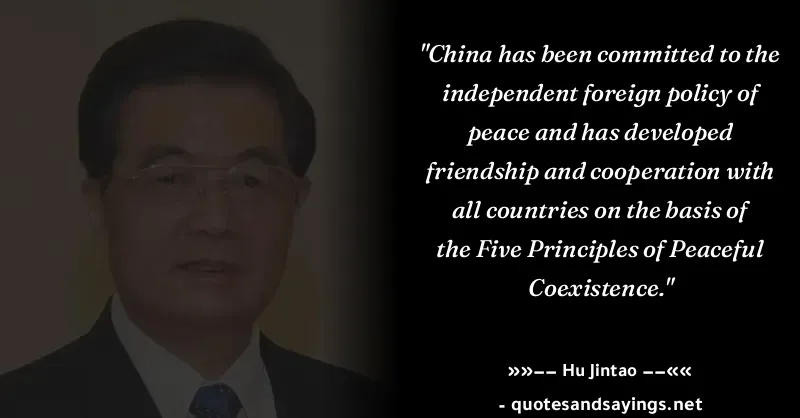 "China has been committed to the
independent foreign policy of
peace and has developed
friendship and cooperation with
all countries on the basis of
the Five Principles of Peaceful
Coexistence."
»»−− Hu Jintao −−««
- quotesandsayings.net